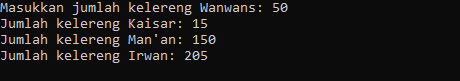 Masukkan jumlah kelereng Wanwans: 50
Jumlah kelereng Kaisar: 15
Jumlah kelereng Man'an: 150
Jumlah kelereng Irwan: 205